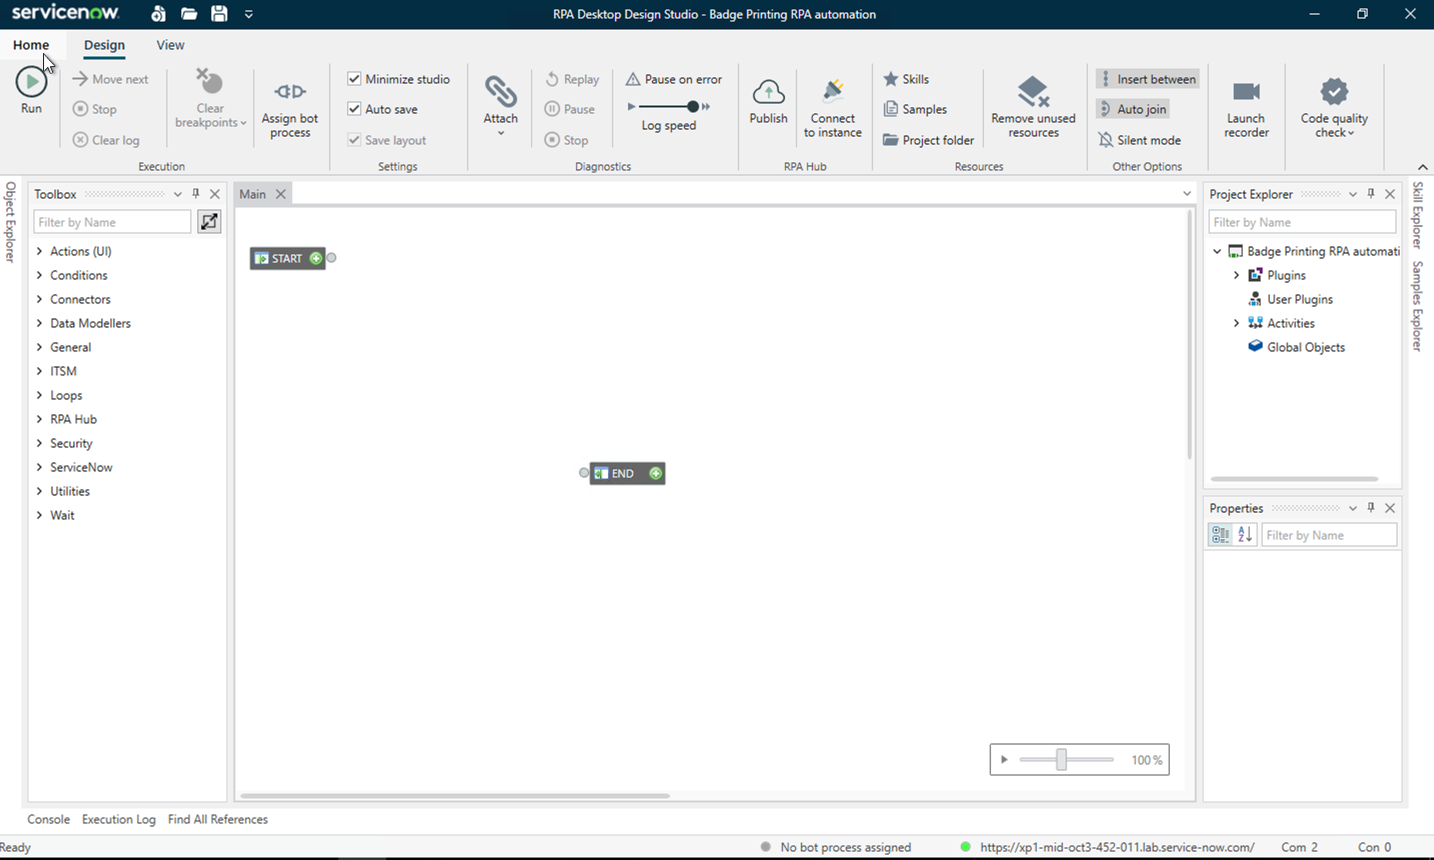 servicenow.
RPA Desktop Design Studio - Badge Printing RPA automation
Home
Design
View
Run
Move next
Stop
Clear log
Clear
breakpoints
Assign bot
process
Execution
Minimize studio
Auto save
Save layout
Settings
Attach
Replay
Pause
Stop
Pause on error
Log speed
Diagnostics
Publish
Connect
to instance
RPA Hub
Skills
Samples
Project folder
Remove unused
resources
Resources
Insert between
Auto join
Silent mode
Other Options
Launch
recorder
Code quality
check
Object Explorer
Toolbox
Filter by Name
Actions (UI)
Conditions
Connectors
Data Modellers
General
ITSM
Loops
RPA Hub
Security
ServiceNow
Utilities
Wait
Main
START
END
100 %
Project Explorer
Filter by Name
Badge Printing RPA automati
Plugins
User Plugins
Activities
Global Objects
Properties
A
Z
Filter by Name
Skill Explorer
Samples Explorer
Console
Execution Log
Find All References
Ready
No bot process assigned
https://xp1-mid-oct3-452-011.lab.service-now.com/
Com 2
Con 0